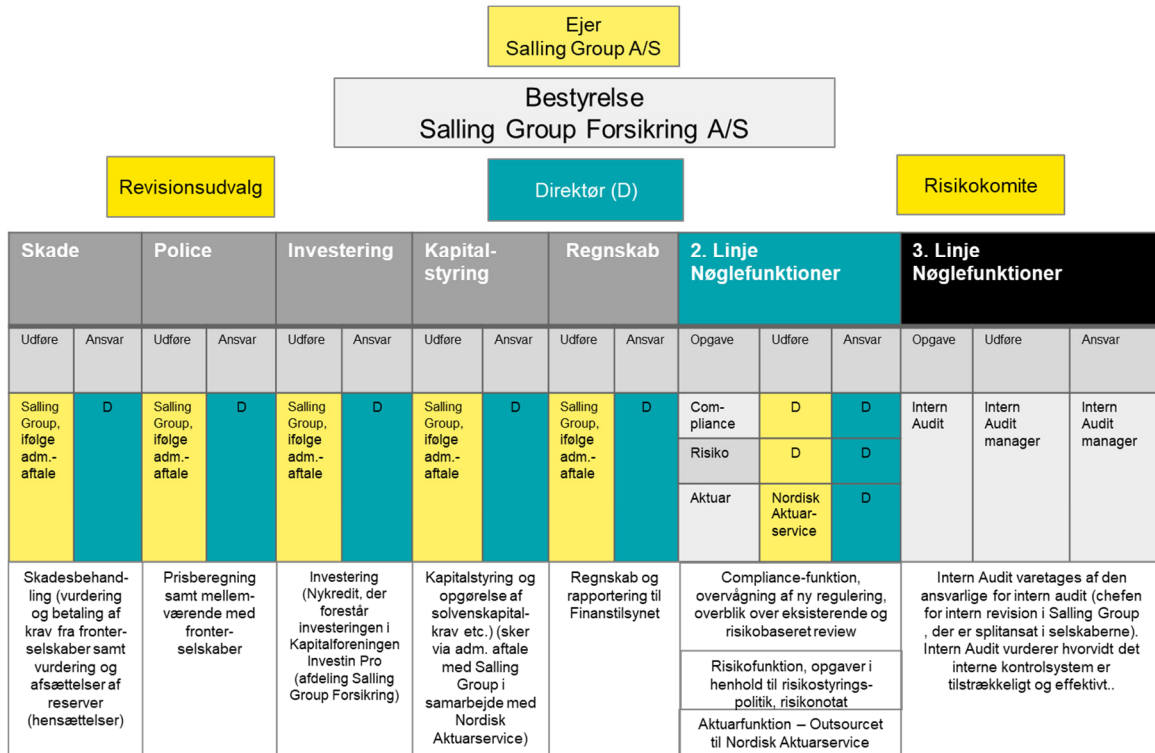 Ejer
Salling Group A/S
Bestyrelse
Salling Group Forsikring A/S
Revisionsudvalg
Direktør (D)
Risikokomite
Skade
Police
Investering
Kapital-
styring
Regnskab
2. Linje
Nøglefunktioner
3. Linje
Nøglefunktioner
Udføre
Ansvar
Udføre
Ansvar
Udføre
Ansvar
Udføre
Ansvar
Udføre
Ansvar
Opgave
Udføre
Ansvar
Opgave
Udføre
Ansvar
Salling
Group,
ifølge
adm.-
aftale
D
Salling
Group,
ifølge
adm.-
aftale
D
Salling
Group,
ifølge
adm.-
aftale
D
Salling
Group,
ifølge
adm.-
aftale
D
Salling
Group,
ifølge
adm.-
aftale
D
Com-
pliance
D
D
Risiko
D
D
Aktuar
Nordisk
Aktuar-
service
D
Intern
Audit
Intern
Audit
manager
Intern
Audit
manager
Skadesbehand-
ling (vurdering
og betaling af
krav fra fronter-
selskaber samt
vurdering og
afsættelser af
reserver
(hensættelser)
Prisberegning
samt mellem-
værende med
fronter-
selskaber
Investering
(Nykredit, der
forestår
investeringen i
Kapitalforeningen
Investin Pro
(afdeling Salling
Group Forsikring)
Kapitalstyring og
opgørelse af
solvenskapital-
krav etc.) (sker
via adm. aftale
med Salling
Group i
samarbejde med
Nordisk
Aktuarservice)
Regnskab og
rapportering til
Finanstilsynet
Compliance-funktion,
overvågning af ny regulering,
overblik over eksisterende og
risikobaseret review
Risikofunktion, opgaver i
henhold til risikostyrings-
politik, risikonotat
Aktuarfunktion – Outsourcet
til Nordisk Aktuarservice
Intern Audit varetages af den
ansvarlige for intern audit (chefen
for intern revision i Salling Group
, der er splitansat i selskaberne).
Intern Audit vurderer hvorvidt det
interne kontrolsystem er
tilstrækkeligt og effektivt..